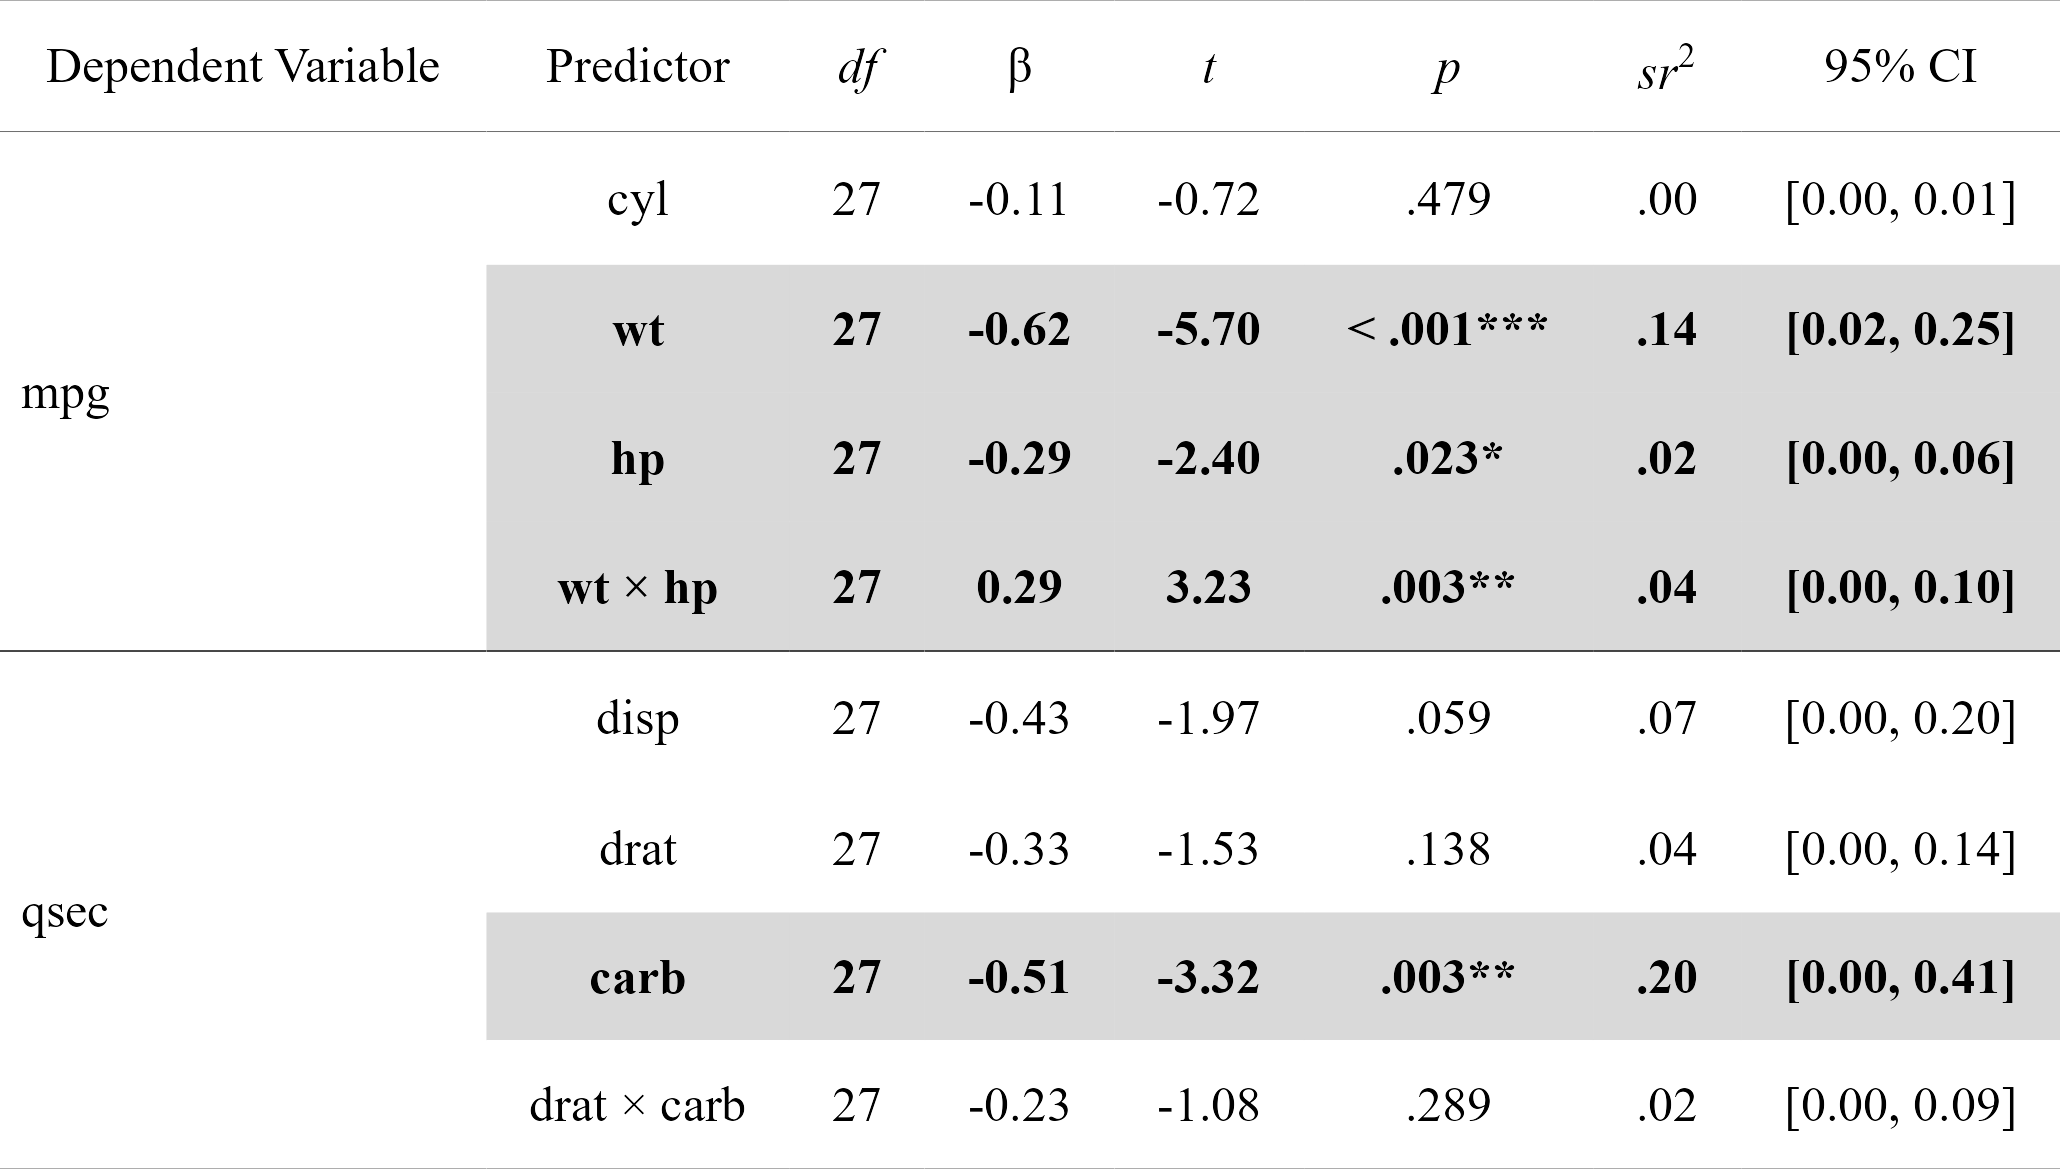 Dependent Variable Predictor df β t p sr² 95% CI
cyl 27 -0.11 -0.72 .479 .00 [0.00, 0.01]
wt 27 -0.62 -5.70 < .001*** .14 [0.02, 0.25]
mpg
hp 27 -0.29 -2.40 .023* .02 [0.00, 0.06]
wt × hp 27 0.29 3.23 .003** .04 [0.00, 0.10]
disp 27 -0.43 -1.97 .059 .07 [0.00, 0.20]
drat 27 -0.33 -1.53 .138 .04 [0.00, 0.14]
qsec
carb 27 -0.51 -3.32 .003** .20 [0.00, 0.41]
drat × carb 27 -0.23 -1.08 .289 .02 [0.00, 0.09]